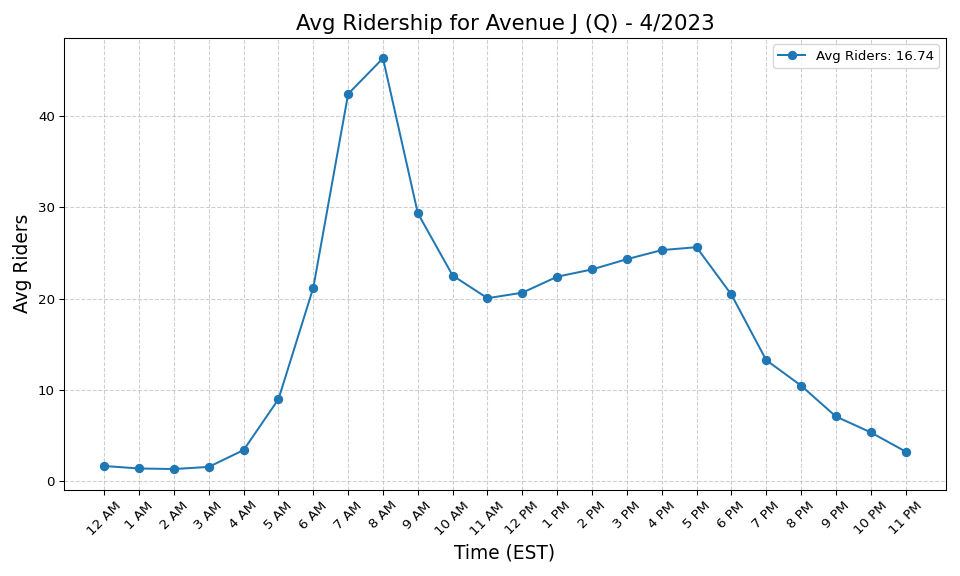 Avg Ridership for Avenue J (Q) - 4/2023
Avg Riders: 16.74
Avg Riders
40
30
20
10
0
12 AM
1 AM
2 AM
3 AM
4 AM
5 AM
6 AM
7 AM
8 AM
9 AM
10 AM
11 AM
12 PM
1 PM
2 PM
3 PM
4 PM
5 PM
6 PM
7 PM
8 PM
9 PM
10 PM
11 PM
Time (EST)